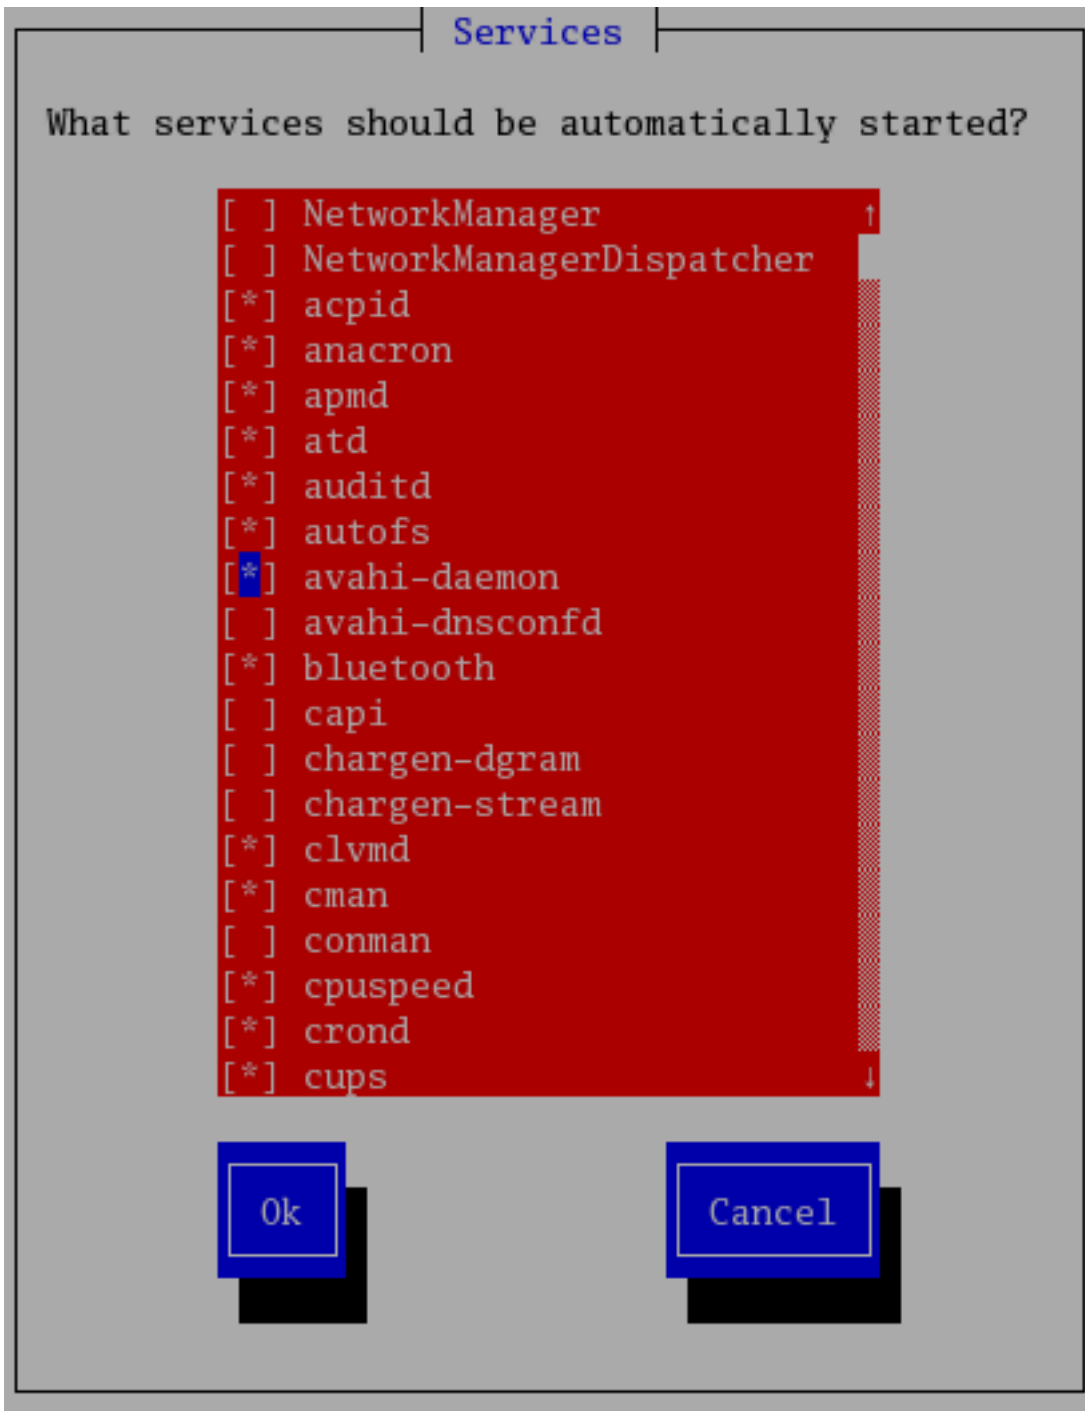 Services
What services should be automatically started?
[ ] NetworkManager ↑
[ ] NetworkManagerDispatcher
[*] acpid
[*] anacron
[*] apmd
[*] atd
[*] auditd
[*] autofs
[*] avahi-daemon
[ ] avahi-dnsconfd
[*] bluetooth
[ ] capi
[ ] chargen-dgram
[ ] chargen-stream
[*] clvmd
[*] cman
[ ] conman
[*] cpuspeed
[*] crond
[*] cups ↓
Ok Cancel